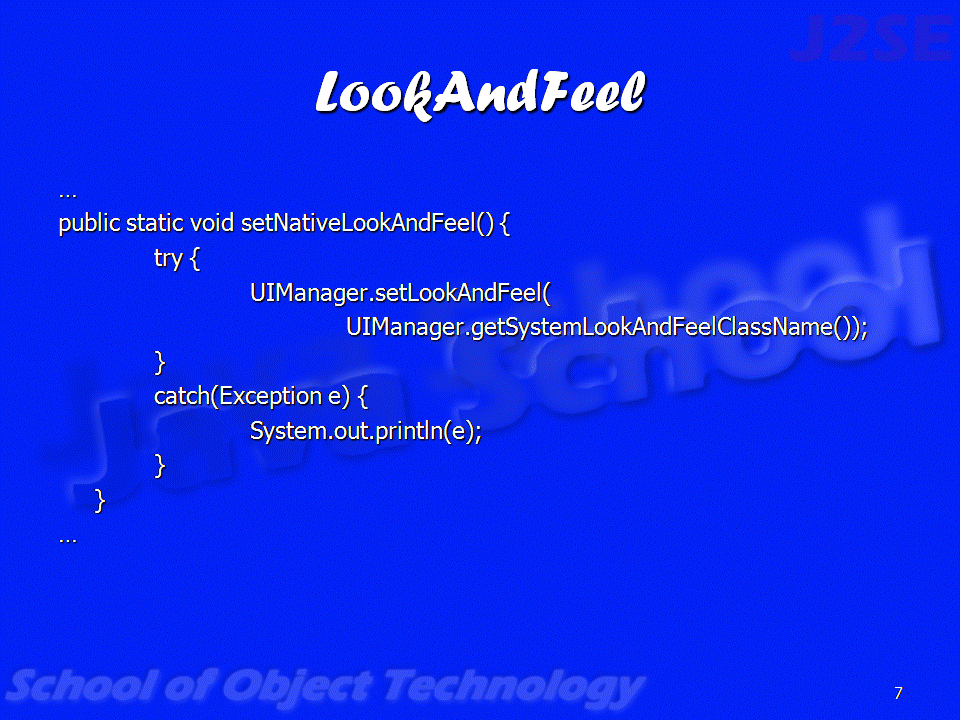 J2SE
LookAndFeel
…
public static void setNativeLookAndFeel() {
try {
UIManager.setLookAndFeel(
UIManager.getSystemLookAndFeelClassName());
}
catch(Exception e) {
System.out.println(e);
}
}
…
Java School
School of Object Technology
7